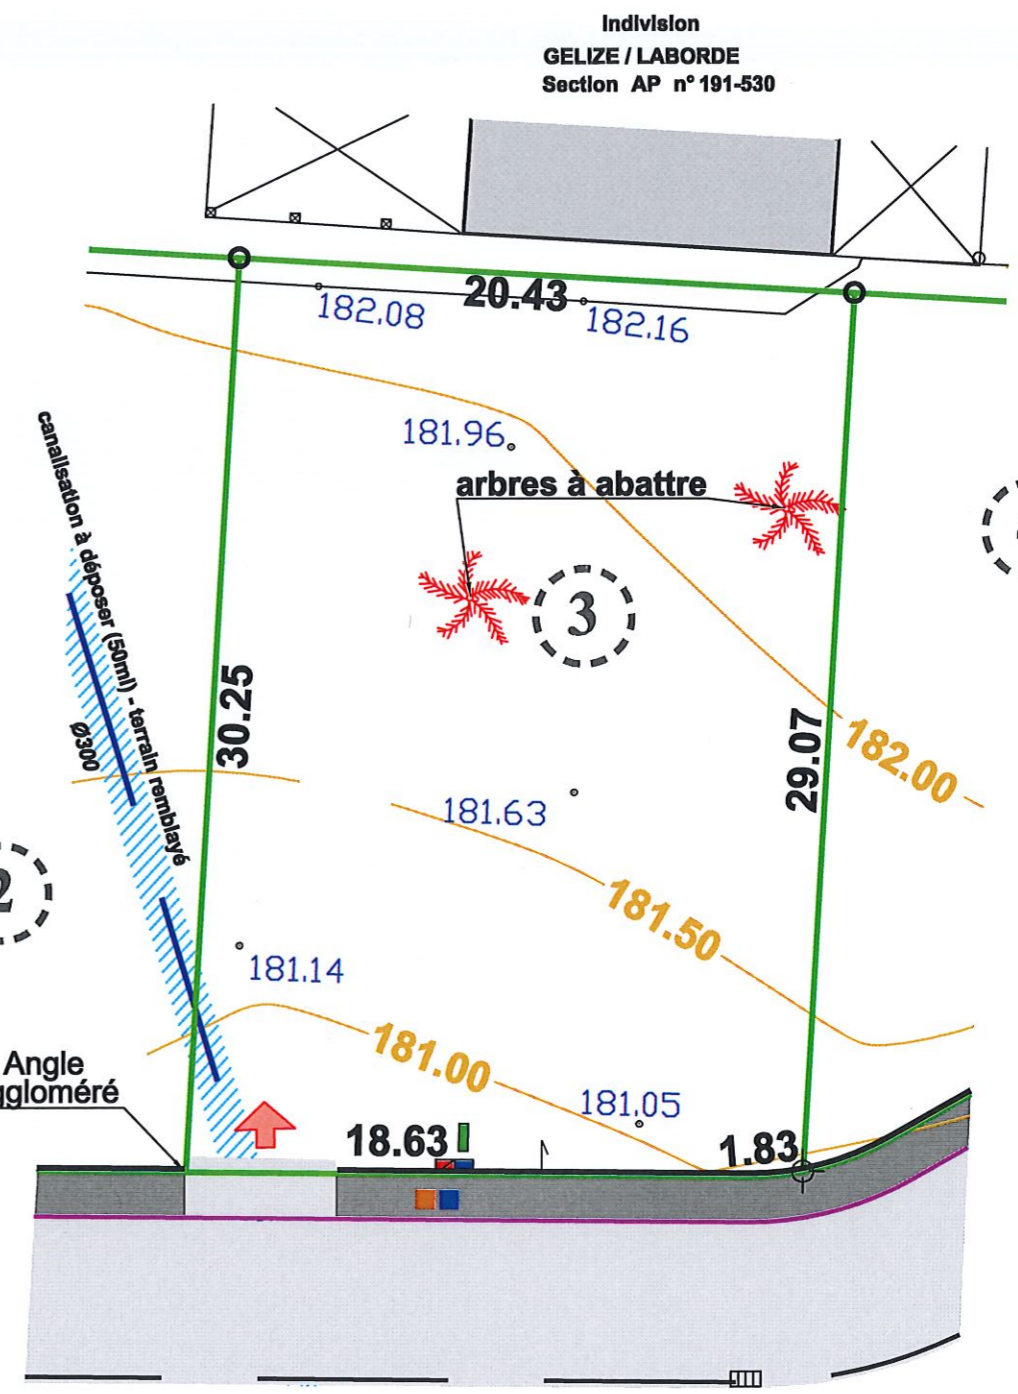 Indivision
GELIZE / LABORDE
Section AP n° 191-530
20.43
182.08
182.16
181.96
arbres à abattre
canalisation à déposer (50ml) - terrain remblayé
Ø300
3
30.25
29.07
182.00
181.63
2
181.50
181.14
181.00
Angle
ggloméré
181.05
18.63
1.83